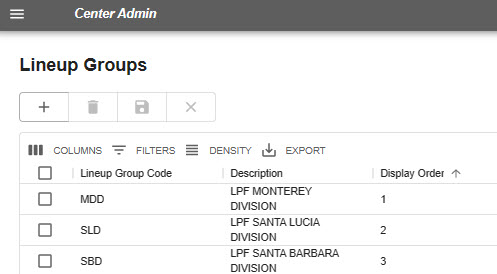 Center Admin
Lineup Groups
COLUMNS FILTERS DENSITY EXPORT
Lineup Group Code Description Display Order
MDD LPF MONTEREY DIVISION 1
SLD LPF SANTA LUCIA DIVISION 2
SBD LPF SANTA BARBARA DIVISION 3